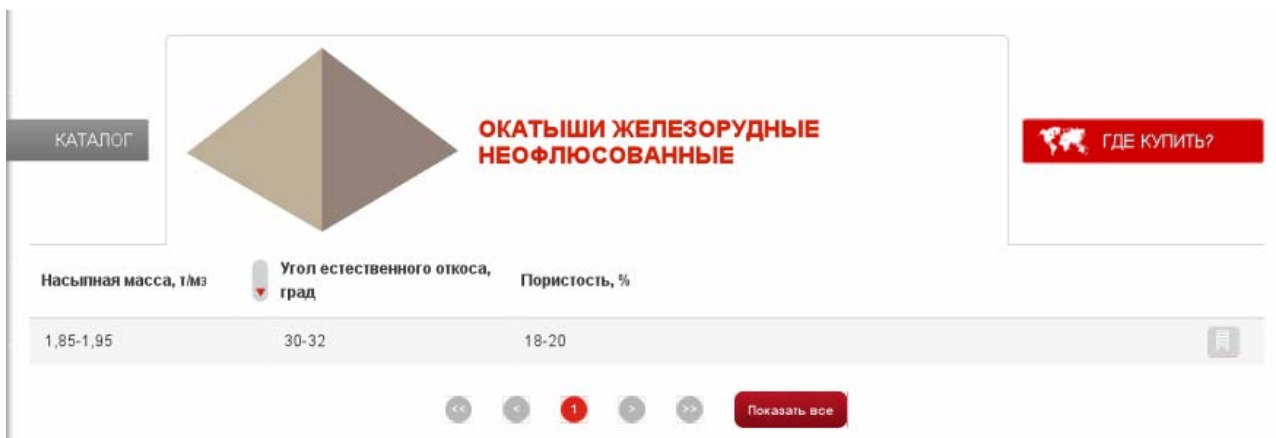 КАТАЛОГ
ОКАТЫШИ ЖЕЛЕЗОРУДНЫЕ
НЕОФЛЮСОВАННЫЕ
ГДЕ КУПИТЬ?
Насыпная масса, т/мз
Угол естественного откоса,
град
Пористость, %
1,85-1,95
30-32
18-20
<< < 1 > >> Показать все